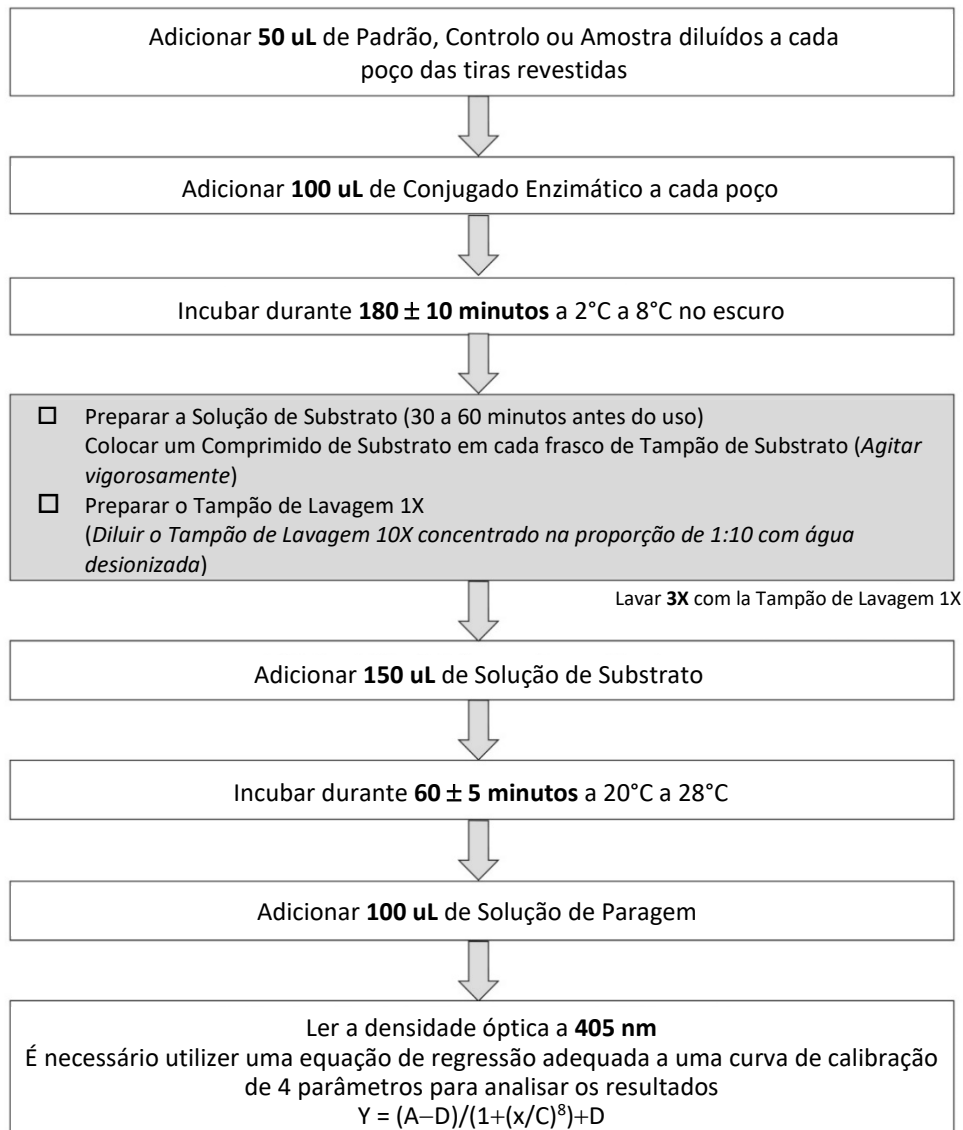 Adicionar 50 uL de Padrão, Controlo ou Amostra diluídos a cada
poço das tiras revestidas
Adicionar 100 uL de Conjugado Enzimático a cada poço
Incubar durante 180 ± 10 minutos a 2°C a 8°C no escuro
☐ Preparar a Solução de Substrato (30 a 60 minutos antes do uso)
Colocar um Comprimido de Substrato em cada frasco de Tampão de Substrato (Agitar
vigorosamente)
☐ Preparar o Tampão de Lavagem 1X
(Diluir o Tampão de Lavagem 10X concentrado na proporção de 1:10 com água
desionizada)
Lavar 3X com la Tampão de Lavagem 1X
Adicionar 150 uL de Solução de Substrato
Incubar durante 60 ± 5 minutos a 20°C a 28°C
Adicionar 100 uL de Solução de Paragem
Ler a densidade óptica a 405 nm
É necessário utilizer uma equação de regressão adequada a uma curva de calibração
de 4 parâmetros para analisar os resultados
Y = (A−D)/(1+(x/C)⁸)+D